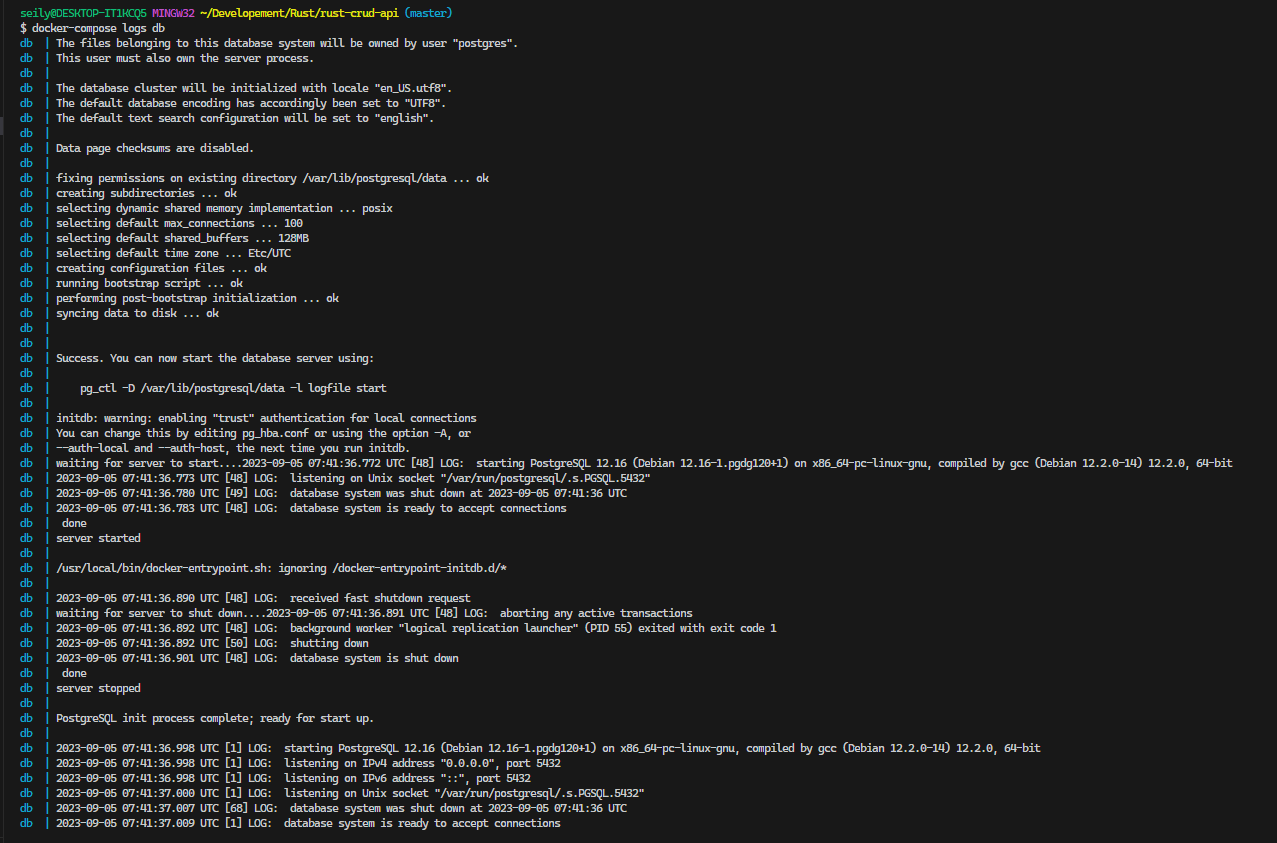 seily@DESKTOP-IT1KCQ5 MINGW32 ~/Developement/Rust/rust-crud-api (master)
$ docker-compose logs db
db  | The files belonging to this database system will be owned by user "postgres".
db  | This user must also own the server process.
db  |
db  | The database cluster will be initialized with locale "en_US.utf8".
db  | The default database encoding has accordingly been set to "UTF8".
db  | The default text search configuration will be set to "english".
db  |
db  | Data page checksums are disabled.
db  |
db  | fixing permissions on existing directory /var/lib/postgresql/data ... ok
db  | creating subdirectories ... ok
db  | selecting dynamic shared memory implementation ... posix
db  | selecting default max_connections ... 100
db  | selecting default shared_buffers ... 128MB
db  | selecting default time zone ... Etc/UTC
db  | creating configuration files ... ok
db  | running bootstrap script ... ok
db  | performing post-bootstrap initialization ... ok
db  | syncing data to disk ... ok
db  |
db  |
db  | Success. You can now start the database server using:
db  |
db  |     pg_ctl -D /var/lib/postgresql/data -l logfile start
db  |
db  | initdb: warning: enabling "trust" authentication for local connections
db  | You can change this by editing pg_hba.conf or using the option -A, or
db  | --auth-local and --auth-host, the next time you run initdb.
db  | waiting for server to start....2023-09-05 07:41:36.772 UTC [48] LOG:  starting PostgreSQL 12.16 (Debian 12.16-1.pgdg120+1) on x86_64-pc-linux-gnu, compiled by gcc (Debian 12.2.0-14) 12.2.0, 64-bit
db  | 2023-09-05 07:41:36.773 UTC [48] LOG:  listening on Unix socket "/var/run/postgresql/.s.PGSQL.5432"
db  | 2023-09-05 07:41:36.780 UTC [49] LOG:  database system was shut down at 2023-09-05 07:41:36 UTC
db  | 2023-09-05 07:41:36.783 UTC [48] LOG:  database system is ready to accept connections
db  |  done
db  | server started
db  |
db  | /usr/local/bin/docker-entrypoint.sh: ignoring /docker-entrypoint-initdb.d/*
db  |
db  | 2023-09-05 07:41:36.890 UTC [48] LOG:  received fast shutdown request
db  | waiting for server to shut down....2023-09-05 07:41:36.891 UTC [48] LOG:  aborting any active transactions
db  | 2023-09-05 07:41:36.892 UTC [48] LOG:  background worker "logical replication launcher" (PID 55) exited with exit code 1
db  | 2023-09-05 07:41:36.892 UTC [50] LOG:  shutting down
db  | 2023-09-05 07:41:36.901 UTC [48] LOG:  database system is shut down
db  |  done
db  | server stopped
db  |
db  | PostgreSQL init process complete; ready for start up.
db  |
db  | 2023-09-05 07:41:36.998 UTC [1] LOG:  starting PostgreSQL 12.16 (Debian 12.16-1.pgdg120+1) on x86_64-pc-linux-gnu, compiled by gcc (Debian 12.2.0-14) 12.2.0, 64-bit
db  | 2023-09-05 07:41:36.998 UTC [1] LOG:  listening on IPv4 address "0.0.0.0", port 5432
db  | 2023-09-05 07:41:36.998 UTC [1] LOG:  listening on IPv6 address "::", port 5432
db  | 2023-09-05 07:41:37.000 UTC [1] LOG:  listening on Unix socket "/var/run/postgresql/.s.PGSQL.5432"
db  | 2023-09-05 07:41:37.007 UTC [68] LOG:  database system was shut down at 2023-09-05 07:41:36 UTC
db  | 2023-09-05 07:41:37.009 UTC [1] LOG:  database system is ready to accept connections